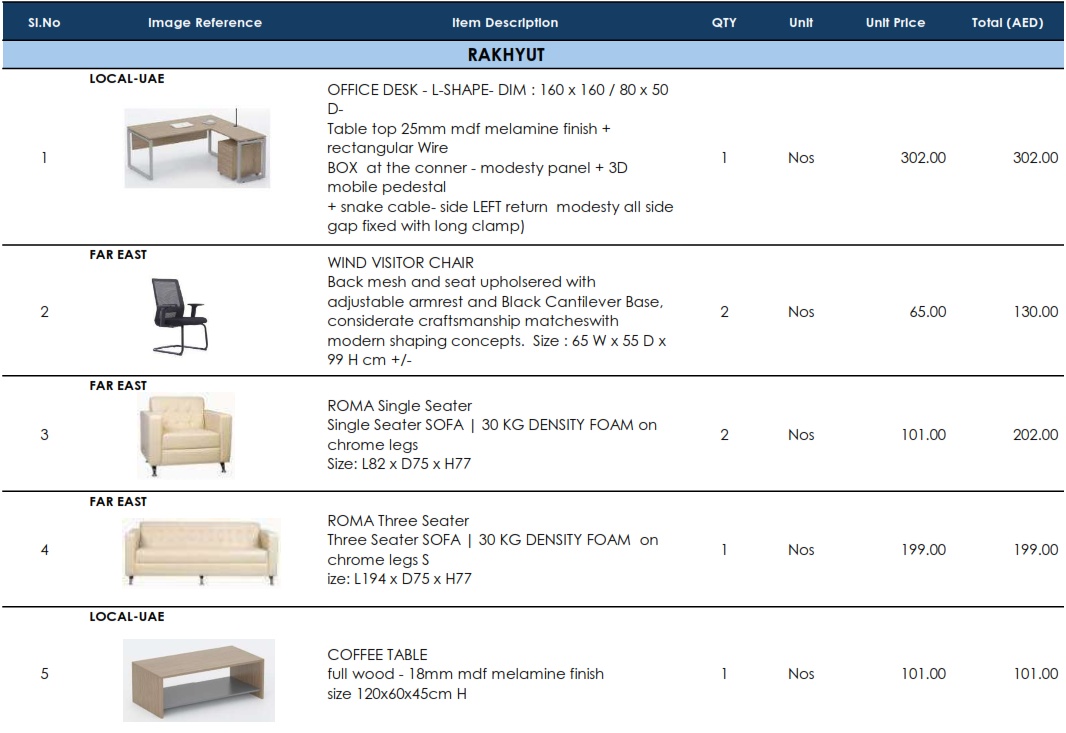 Sl.No Image Reference Item Description QTY Unit Unit Price Total (AED)
RAKHYUT
LOCAL-UAE
1
OFFICE DESK - L-SHAPE- DIM : 160 x 160 / 80 x 50
D-
Table top 25mm mdf melamine finish +
rectangular Wire
BOX  at the conner - modesty panel + 3D
mobile pedestal
+ snake cable- side LEFT return  modesty all side
gap fixed with long clamp)
1 Nos 302.00 302.00
FAR EAST
2
WIND VISITOR CHAIR
Back mesh and seat upholsered with
adjustable armrest and Black Cantilever Base,
considerate craftsmanship matcheswith
modern shaping concepts.  Size : 65 W x 55 D x
99 H cm +/-
2 Nos 65.00 130.00
FAR EAST
3
ROMA Single Seater
Single Seater SOFA | 30 KG DENSITY FOAM on
chrome legs
Size: L82 x D75 x H77
2 Nos 101.00 202.00
FAR EAST
4
ROMA Three Seater
Three Seater SOFA | 30 KG DENSITY FOAM  on
chrome legs S
ize: L194 x D75 x H77
1 Nos 199.00 199.00
LOCAL-UAE
5
COFFEE TABLE
full wood - 18mm mdf melamine finish
size 120x60x45cm H
1 Nos 101.00 101.00